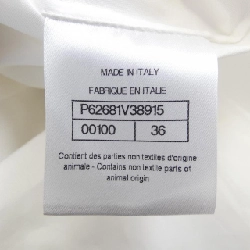 MADE IN ITALY
FABRIQUE EN ITALIE
P62681V38915
00100 36
Contient des parties non textiles d'origine
animale - Contains non textile parts of
animal origin